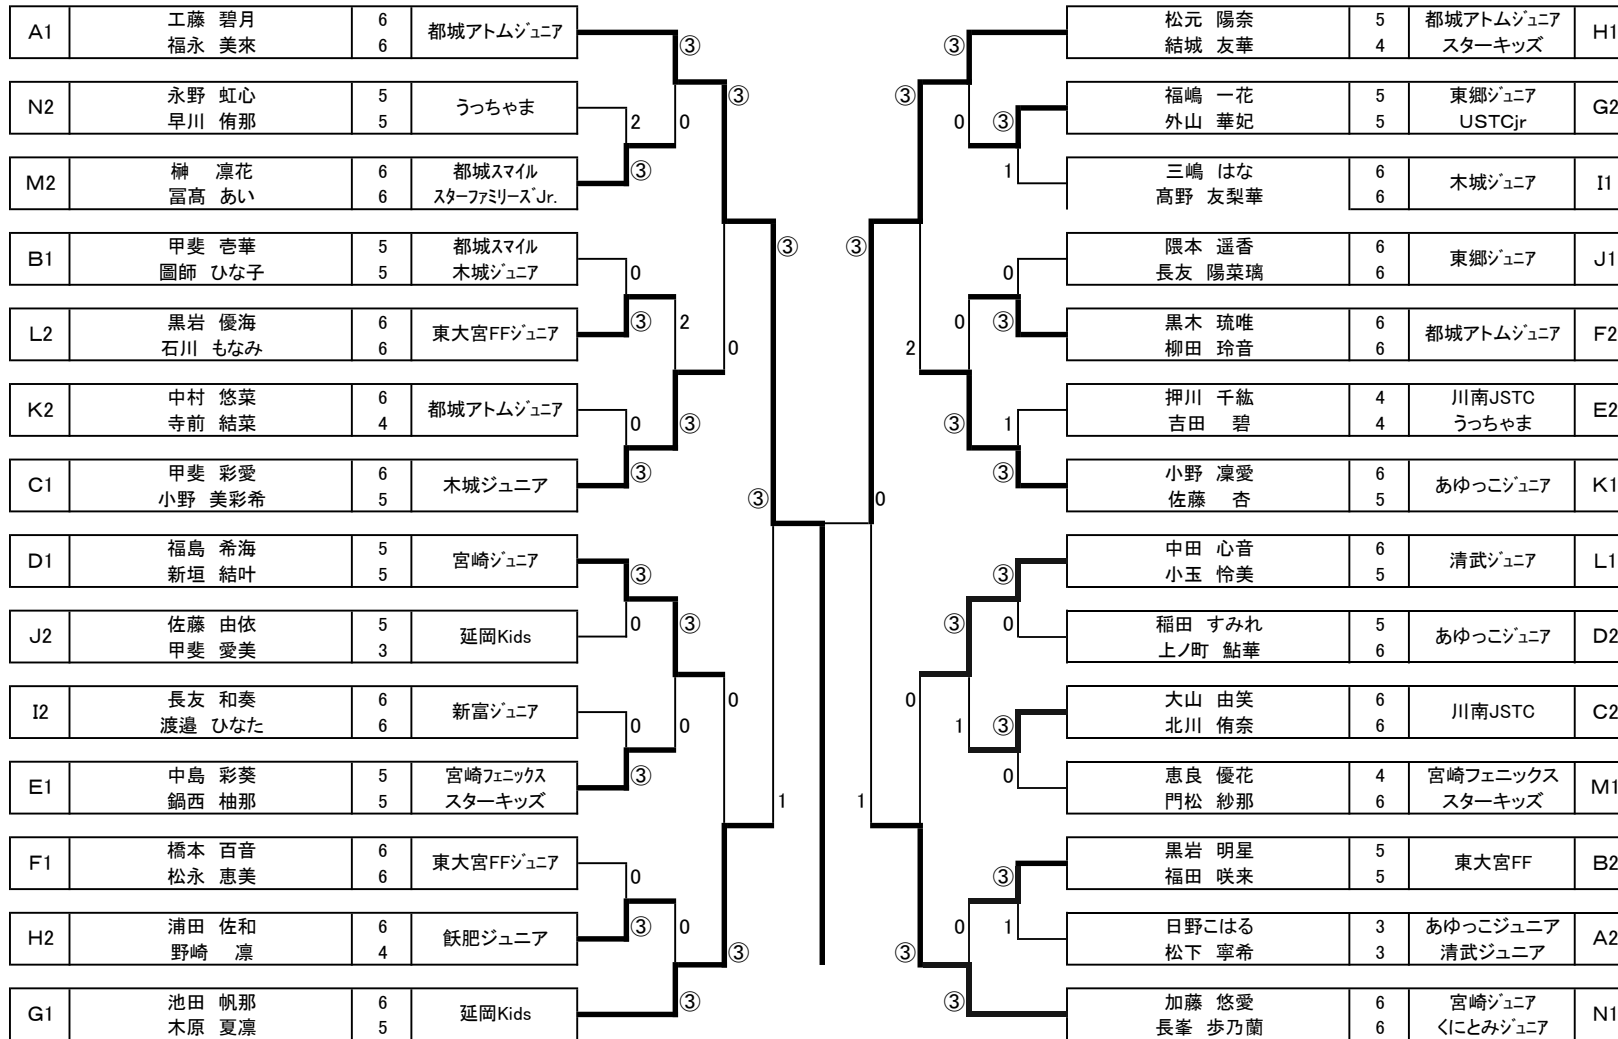 A1 工藤 碧月 6 都城アトムジュニア
福永 美來 6
N2 永野 虹心 5 うっちゃま
早川 侑那 5
M2 榊 凛花 6 都城スマイル
冨髙 あい 6 スターファミリーズJr.
B1 甲斐 壱華 5 都城スマイル
圖師 ひな子 5 木城ジュニア
L2 黒岩 優海 6 東大宮FFジュニア
石川 もなみ 6
K2 中村 悠菜 6 都城アトムジュニア
寺前 結菜 4
C1 甲斐 彩愛 6 木城ジュニア
小野 美彩希 5
D1 福島 希海 5 宮崎ジュニア
新垣 結叶 5
J2 佐藤 由依 5 延岡Kids
甲斐 愛美 3
I2 長友 和奏 6 新富ジュニア
渡邉 ひなた 6
E1 中島 彩葵 5 宮崎フェニックス
鍋西 柚那 5 スターキッズ
F1 橋本 百音 6 東大宮FFジュニア
松永 恵美 6
H2 浦田 佐和 6 飫肥ジュニア
野崎 凛 4
G1 池田 帆那 6 延岡Kids
木原 夏凛 5
2
③
0
③
0
③
③
0
③
0
③
0
③
③
2
③
③
0
0
③
③
0
0
③
③
1
③
0
③
③
2
0
③
③
0
0
③
③
1
0
③
③
1
0
③
1
0
③
1
③
③
0
③
0
③
1
松元 陽奈 5 都城アトムジュニア H1
結城 友華 4 スターキッズ
福嶋 一花 5 東郷ジュニア G2
外山 華妃 5 USTCjr
三嶋 はな 6 木城ジュニア I1
髙野 友梨華 6
隈本 遥香 6 東郷ジュニア J1
長友 陽菜璃 6
黒木 琉唯 6 都城アトムジュニア F2
柳田 玲音 6
押川 千紘 4 川南JSTC E2
吉田 碧 4 うっちゃま
小野 凜愛 6 あゆっこジュニア K1
佐藤 杏 5
中田 心音 6 清武ジュニア L1
小玉 怜美 5
稲田 すみれ 5 あゆっこジュニア D2
上ノ町 鮎華 6
大山 由笑 6 川南JSTC C2
北川 侑奈 6
恵良 優花 4 宮崎フェニックス M1
門松 紗那 6 スターキッズ
黒岩 明星 5 東大宮FF B2
福田 咲来 5
日野こはる 3 あゆっこジュニア A2
松下 寧希 3 清武ジュニア
加藤 悠愛 6 宮崎ジュニア N1
長峯 歩乃蘭 6 くにとみジュニア